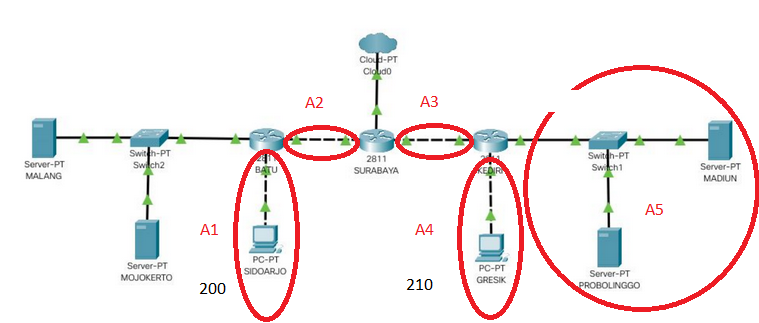 Cloud-PT
Cloud0
A2
A3
Server-PT
MALANG
Switch-PT
Switch2
2811
BATU
2811
SURABAYA
2811
KEDIRI
Switch-PT
Switch1
Server-PT
MADIUN
A1
A4
A5
Server-PT
MOJOKERTO
PC-PT
SIDOARJO
200
210
PC-PT
GRESIK
Server-PT
PROBOLINGGO